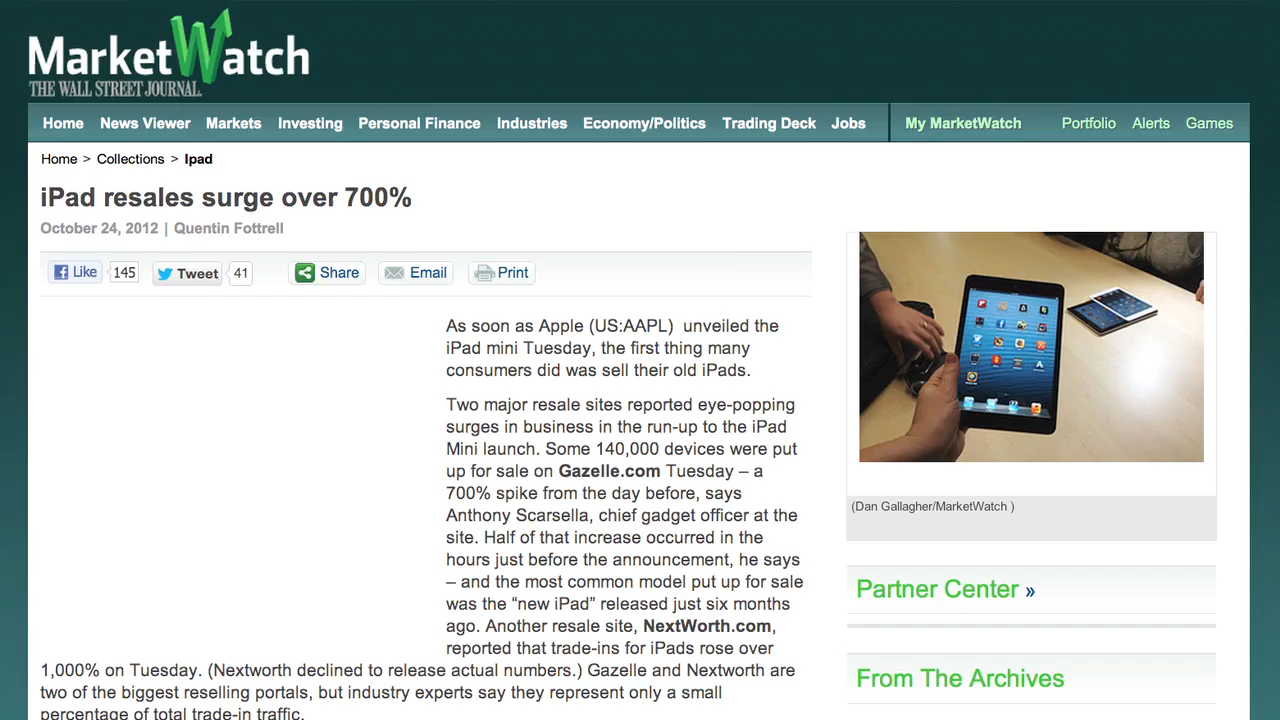 MarketWatch
THE WALL STREET JOURNAL.
Home News Viewer Markets Investing Personal Finance Industries Economy/Politics Trading Deck Jobs My MarketWatch Portfolio Alerts Games
Home > Collections > Ipad
iPad resales surge over 700%
October 24, 2012 | Quentin Fottrell
Like 145 Tweet 41 Share Email Print
As soon as Apple (US:AAPL) unveiled the
iPad mini Tuesday, the first thing many
consumers did was sell their old iPads.
Two major resale sites reported eye-popping
surges in business in the run-up to the iPad
Mini launch. Some 140,000 devices were put
up for sale on Gazelle.com Tuesday – a
700% spike from the day before, says
Anthony Scarsella, chief gadget officer at the
site. Half of that increase occurred in the
hours just before the announcement, he says
– and the most common model put up for sale
was the “new iPad” released just six months
ago. Another resale site, NextWorth.com,
reported that trade-ins for iPads rose over
1,000% on Tuesday. (Nextworth declined to release actual numbers.) Gazelle and Nextworth are
two of the biggest reselling portals, but industry experts say they represent only a small
percentage of total trade-in traffic.
(Dan Gallagher/MarketWatch )
Partner Center »
From The Archives